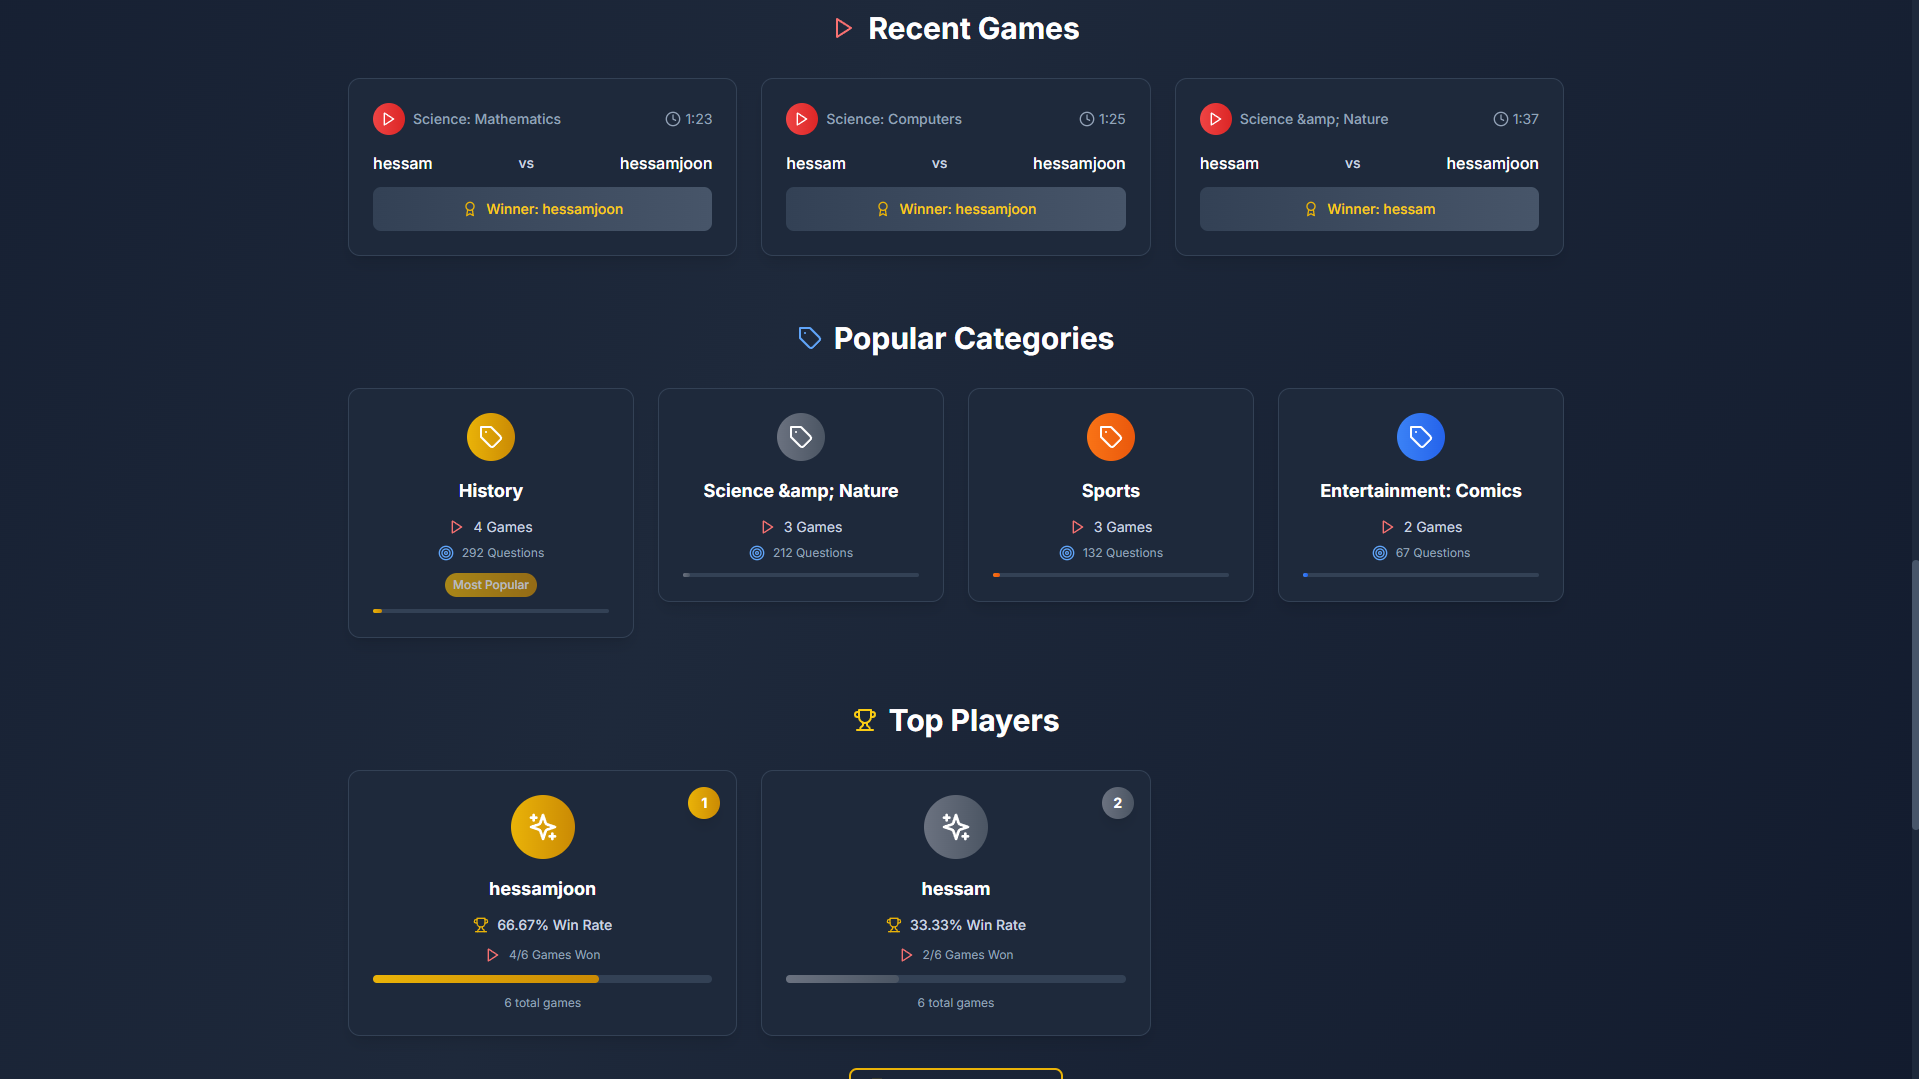 Recent Games
Science: Mathematics 1:23
hessam vs hessamjoon
Winner: hessamjoon
Science: Computers 1:25
hessam vs hessamjoon
Winner: hessamjoon
Science &amp; Nature 1:37
hessam vs hessamjoon
Winner: hessam
Popular Categories
History
4 Games
292 Questions
Most Popular
Science &amp; Nature
3 Games
212 Questions
Sports
3 Games
132 Questions
Entertainment: Comics
2 Games
67 Questions
Top Players
1
hessamjoon
66.67% Win Rate
4/6 Games Won
6 total games
2
hessam
33.33% Win Rate
2/6 Games Won
6 total games